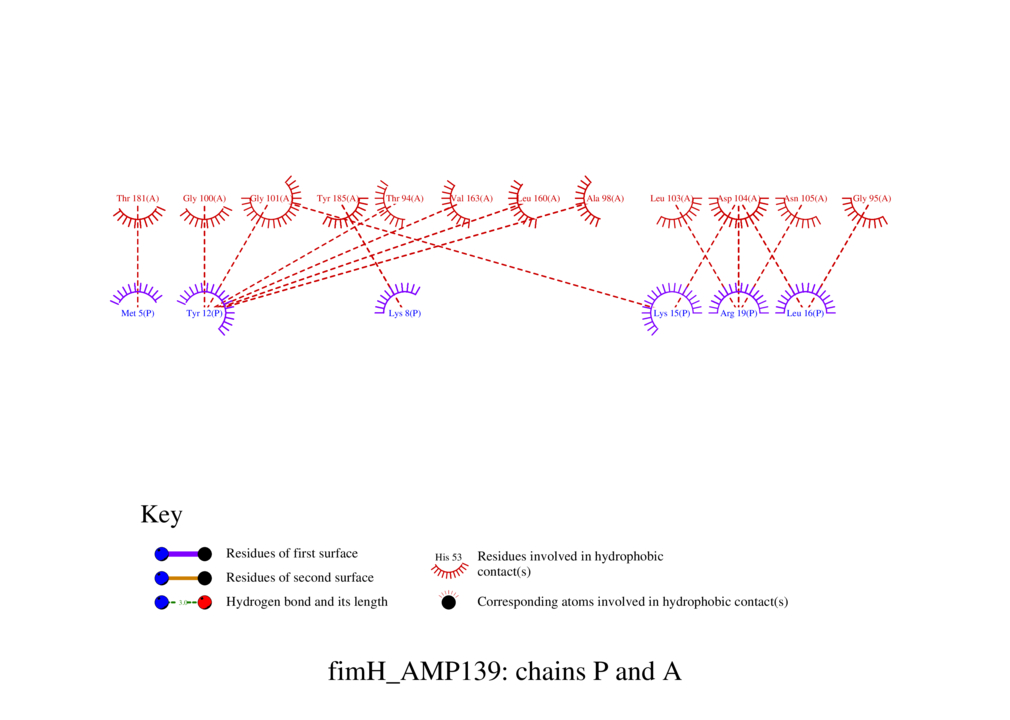 Thr 181(A) Gly 100(A) Gly 101(A) Tyr 185(A) Thr 94(A) Val 163(A) Leu 160(A) Ala 98(A) Leu 103(A) Asp 104(A) Asn 105(A) Gly 95(A)
Met 5(P) Tyr 12(P) Lys 8(P) Lys 15(P) Arg 19(P) Leu 16(P)
Key
Residues of first surface
Residues of second surface
3.0 Hydrogen bond and its length
His 53 Residues involved in hydrophobic
contact(s)
Corresponding atoms involved in hydrophobic contact(s)
fimH_AMP139: chains P and A